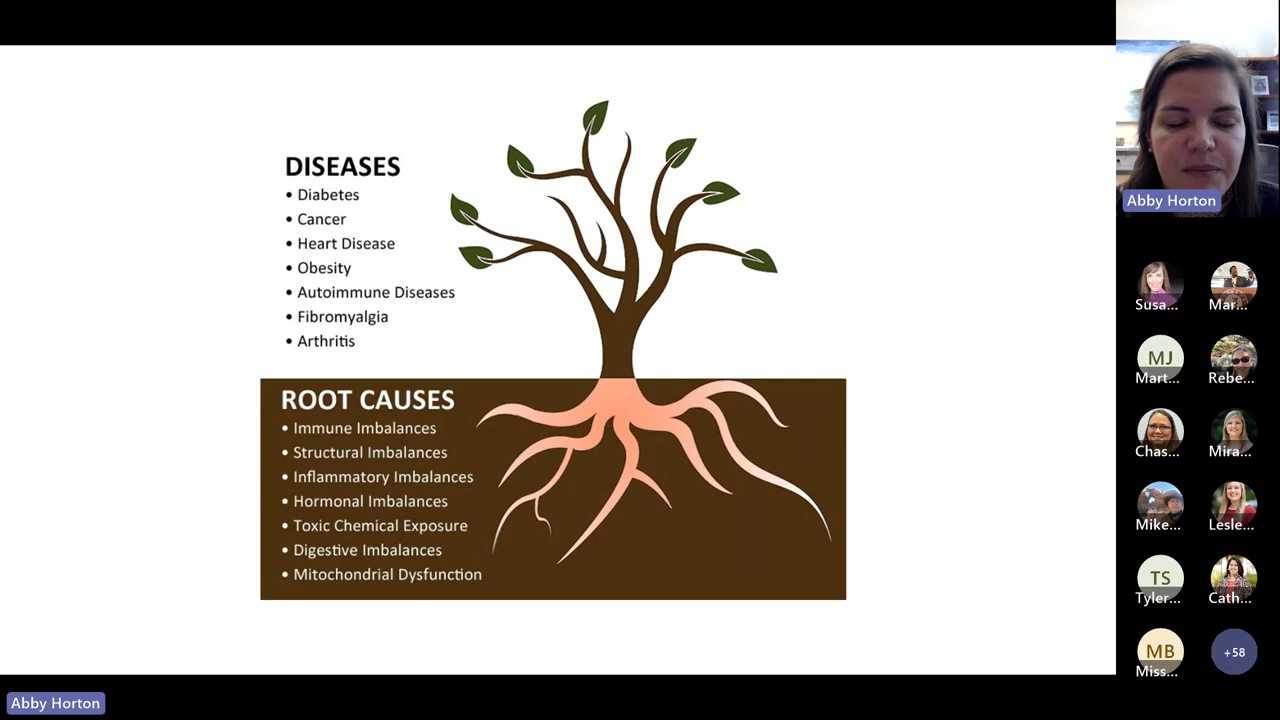 DISEASES
• Diabetes
• Cancer
• Heart Disease
• Obesity
• Autoimmune Diseases
• Fibromyalgia
• Arthritis
ROOT CAUSES
• Immune Imbalances
• Structural Imbalances
• Inflammatory Imbalances
• Hormonal Imbalances
• Toxic Chemical Exposure
• Digestive Imbalances
• Mitochondrial Dysfunction
Abby Horton
Susa... Mar...
MJ
Mart... Rebe...
Chas... Mira...
Mike... Lesle...
TS
Tyler... Cath...
MB +58
Miss...
Abby Horton